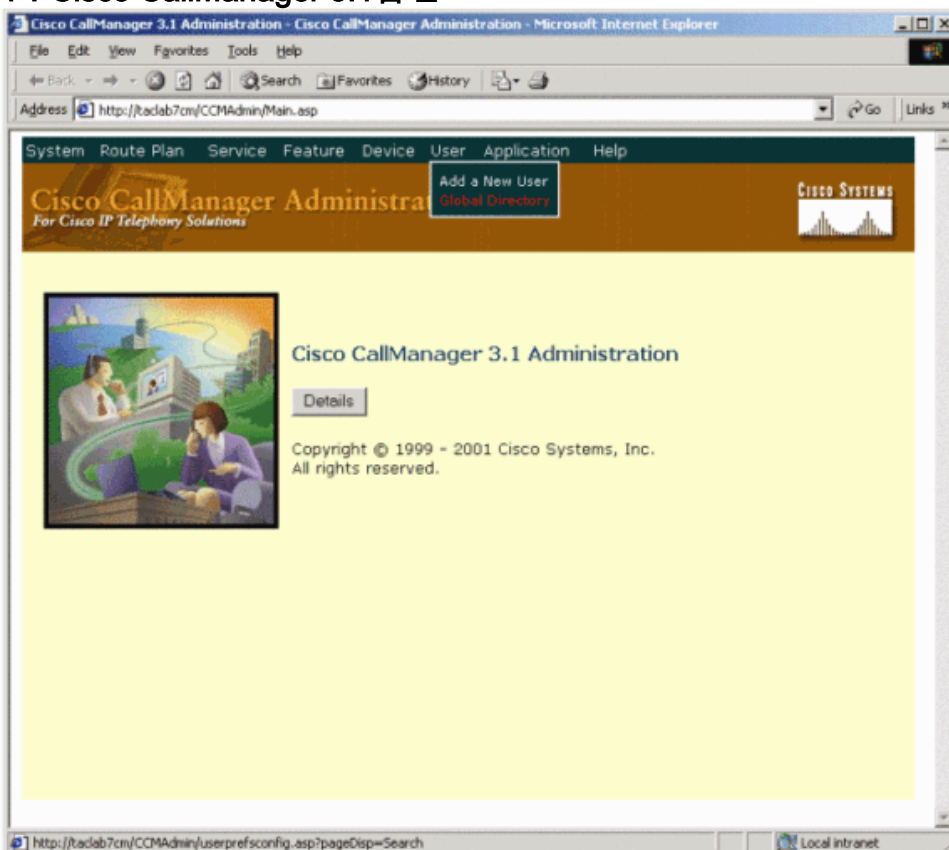 Cisco CallManager 3.1 Administration - Cisco CallManager Administration - Microsoft Internet Explorer
File Edit View Favorites Tools Help
Back Search Favorites History
Address http://taclab7cm/CCMAdmin/Main.asp Go Links »
System Route Plan Service Feature Device User Application Help
Add a New User
Global Directory
Cisco CallManager Administrat
For Cisco IP Telephony Solutions
CISCO SYSTEMS
Cisco CallManager 3.1 Administration
Details
Copyright © 1999 - 2001 Cisco Systems, Inc.
All rights reserved.
http://taclab7cm/CCMAdmin/userprefsconfig.asp?pageDisp=Search Local intranet